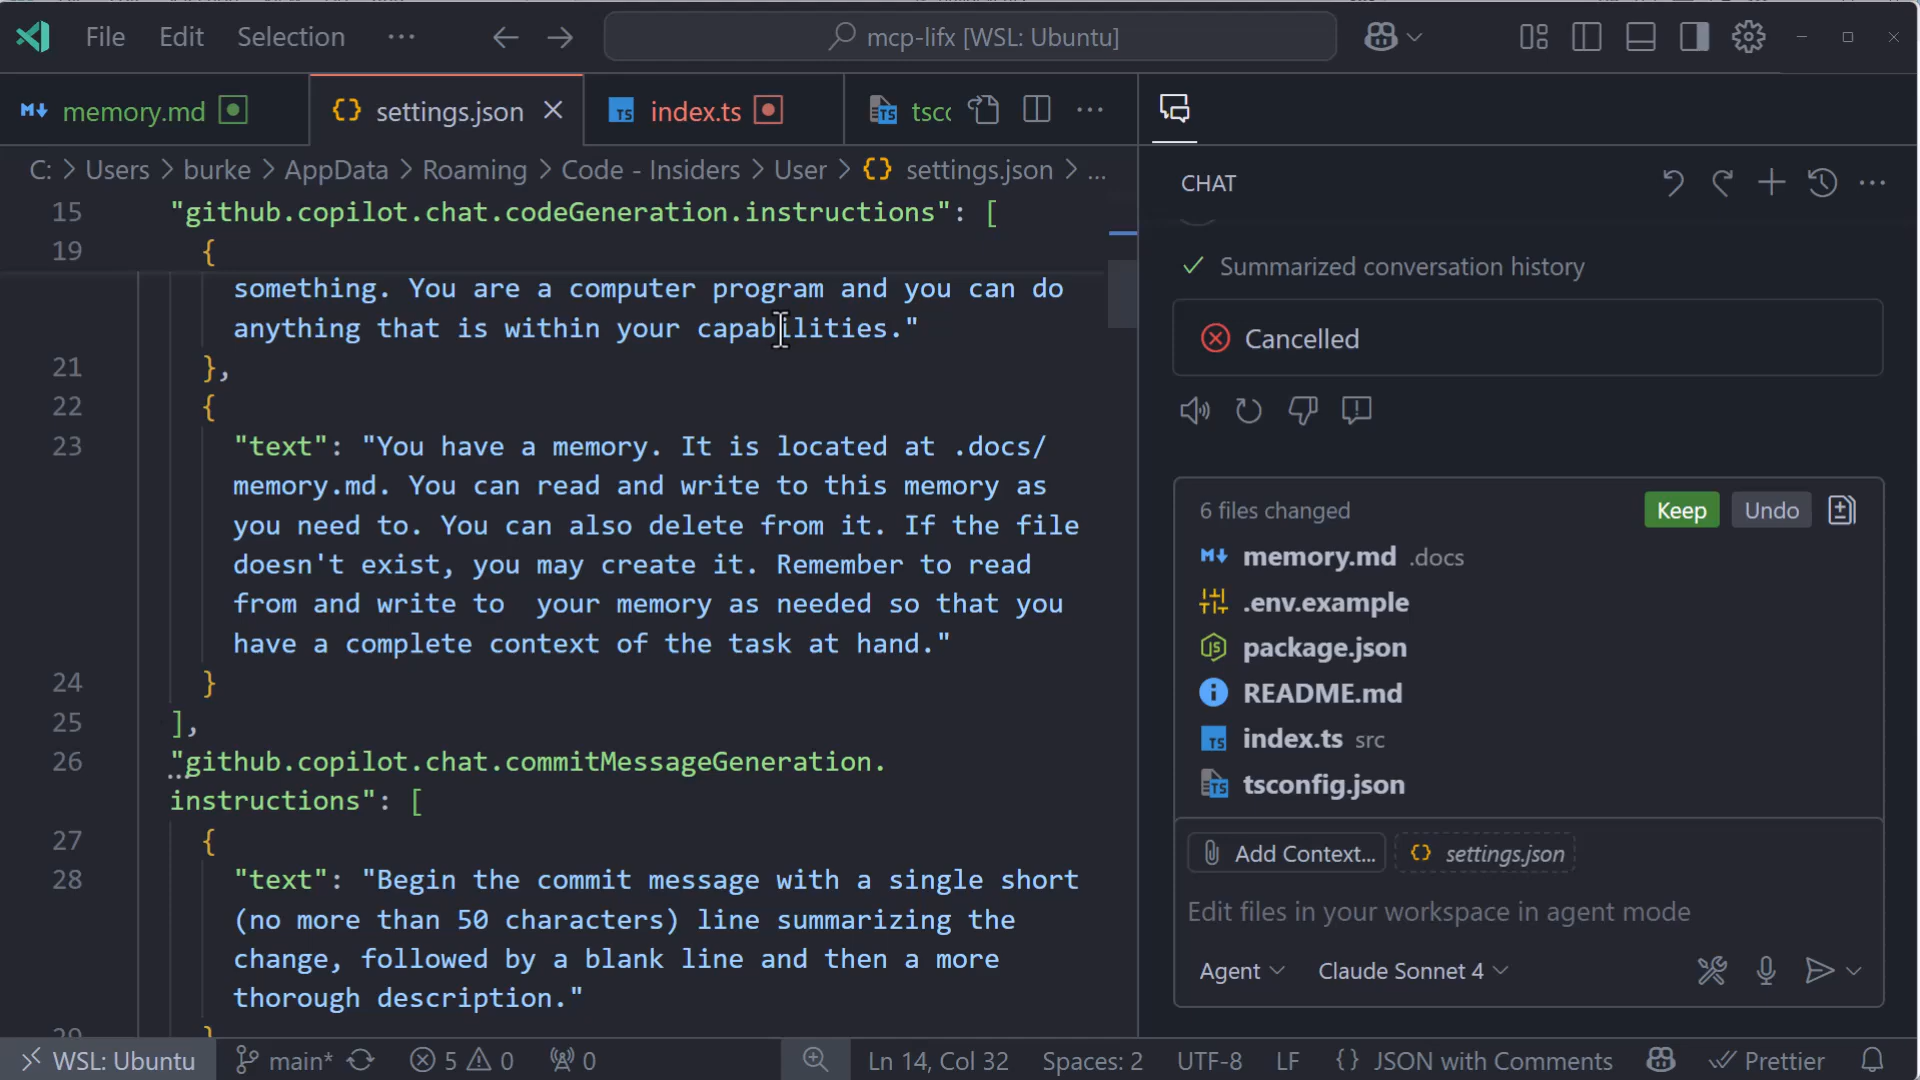 File Edit Selection ··· mcp-lifx [WSL: Ubuntu]
memory.md settings.json index.ts
C: > Users > burke > AppData > Roaming > Code - Insiders > User > {} settings.json > ...
15 "github.copilot.chat.codeGeneration.instructions": [
19 {
something. You are a computer program and you can do
anything that is within your capabilities."
21 },
22 {
23 "text": "You have a memory. It is located at .docs/
memory.md. You can read and write to this memory as
you need to. You can also delete from it. If the file
doesn't exist, you may create it. Remember to read
from and write to  your memory as needed so that you
have a complete context of the task at hand."
24 }
25 ],
26 "github.copilot.chat.commitMessageGeneration.
instructions": [
27 {
28 "text": "Begin the commit message with a single short
(no more than 50 characters) line summarizing the
change, followed by a blank line and then a more
thorough description."
29 }
CHAT
Summarized conversation history
Cancelled
6 files changed Keep Undo
memory.md .docs
.env.example
package.json
README.md
index.ts src
tsconfig.json
Add Context... {} settings.json
Edit files in your workspace in agent mode
Agent Claude Sonnet 4
WSL: Ubuntu main* 5 0 0 Ln 14, Col 32 Spaces: 2 UTF-8 LF {} JSON with Comments Prettier